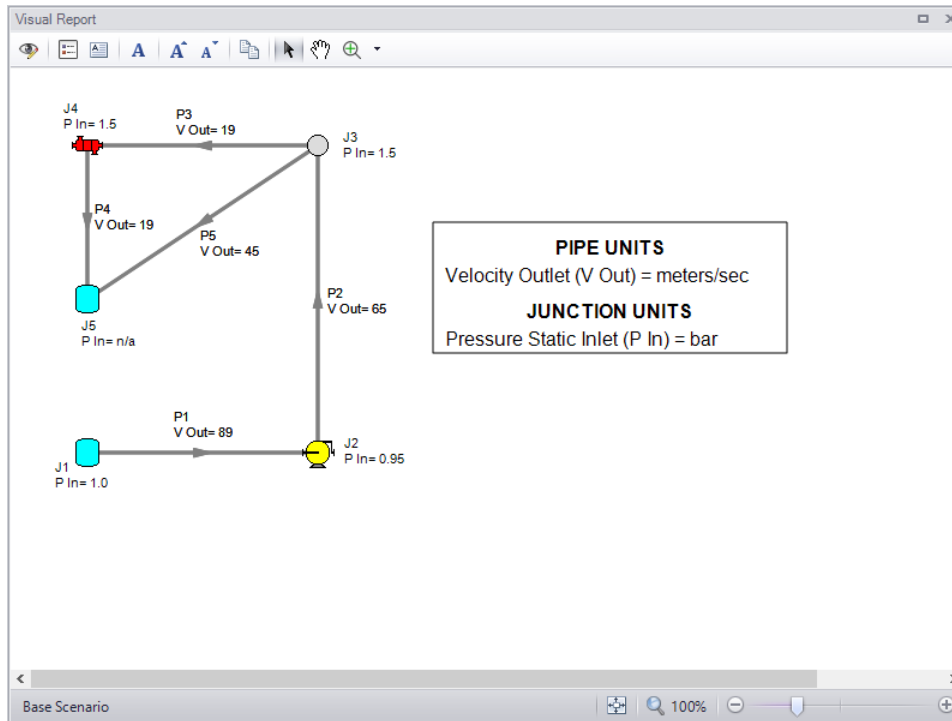 Visual Report
A
A
A
A
J4
P In= 1.5
P3
V Out= 19
J3
P In= 1.5
P4
V Out= 19
P5
V Out= 45
J5
P In= n/a
P2
V Out= 65
PIPE UNITS
Velocity Outlet (V Out) = meters/sec
JUNCTION UNITS
Pressure Static Inlet (P In) = bar
P1
V Out= 89
J1
P In= 1.0
J2
P In= 0.95
Base Scenario
100%